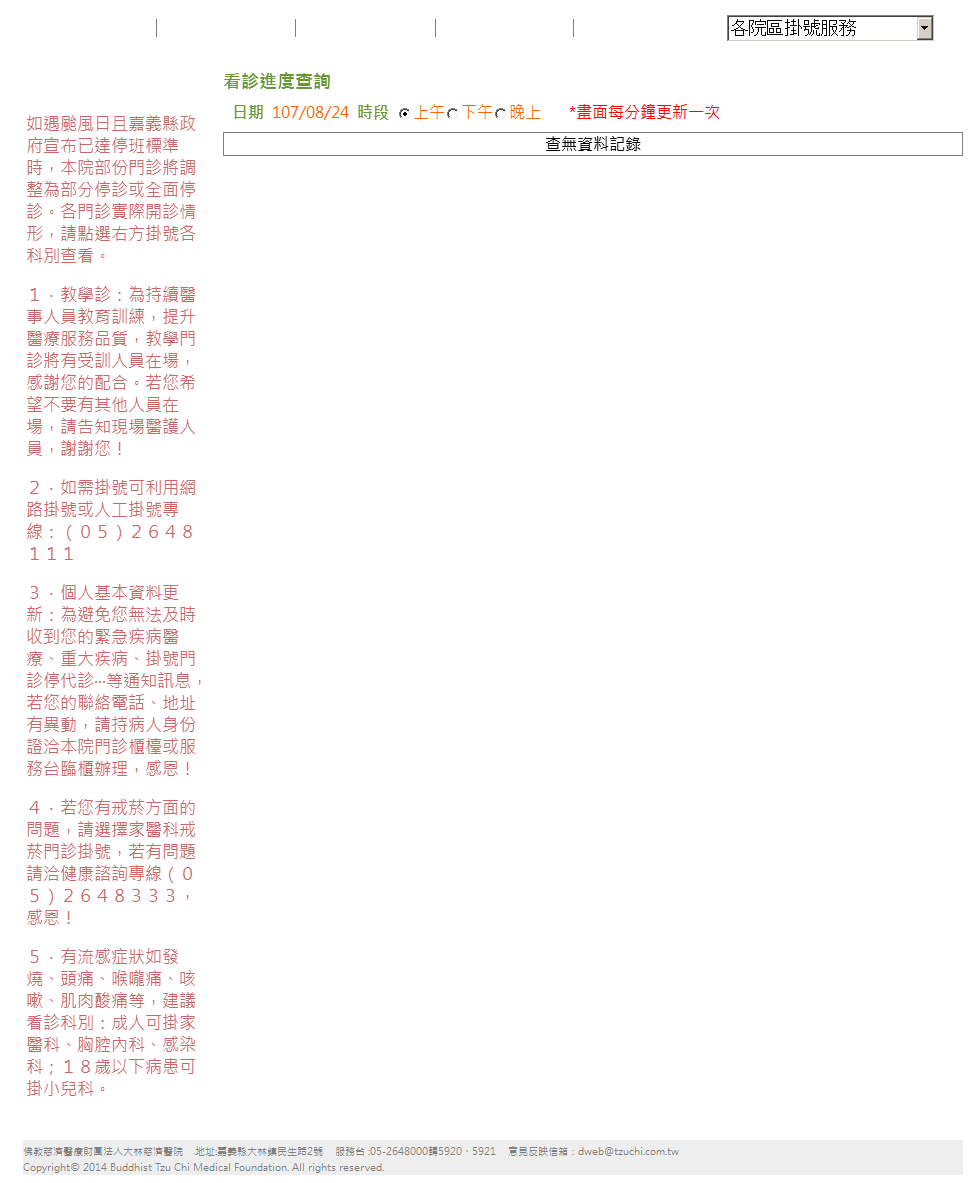 各院區掛號服務
看診進度查詢
日期 107/08/24 時段 上午 下午 晚上 *畫面每分鐘更新一次
查無資料記錄
如遇颱風日且嘉義縣政
府宣布已達停班標準
時，本院部份門診將調
整為部分停診或全面停
診。各門診實際開診情
形，請點選右方掛號各
科別查看。
１．教學診：為持續醫
事人員教育訓練，提升
醫療服務品質，教學門
診將有受訓人員在場，
感謝您的配合。若您希
望不要有其他人員在
場，請告知現場醫護人
員，謝謝您！
２．如需掛號可利用網
路掛號或人工掛號專
線：（０５）２６４８
１１１
３．個人基本資料更
新：為避免您無法及時
收到您的緊急疾病醫
療、重大疾病、掛號門
診停代診…等通知訊息，
若您的聯絡電話、地址
有異動，請持病人身份
證洽本院門診櫃檯或服
務台臨櫃辦理，感恩！
４．若您有戒菸方面的
問題，請選擇家醫科戒
菸門診掛號，若有問題
請洽健康諮詢專線（０
５）２６４８３３３，
感恩！
５．有流感症狀如發
燒、頭痛、喉嚨痛、咳
嗽、肌肉酸痛等，建議
看診科別：成人可掛家
醫科、胸腔內科、感染
科；１８歲以下病患可
掛小兒科。
佛教慈濟醫療財團法人大林慈濟醫院 地址:嘉義縣大林鎮民生路2號 服務台 :05-2648000轉5920、5921 意見反映信箱：dweb@tzuchi.com.tw
Copyright© 2014 Buddhist Tzu Chi Medical Foundation. All rights reserved.